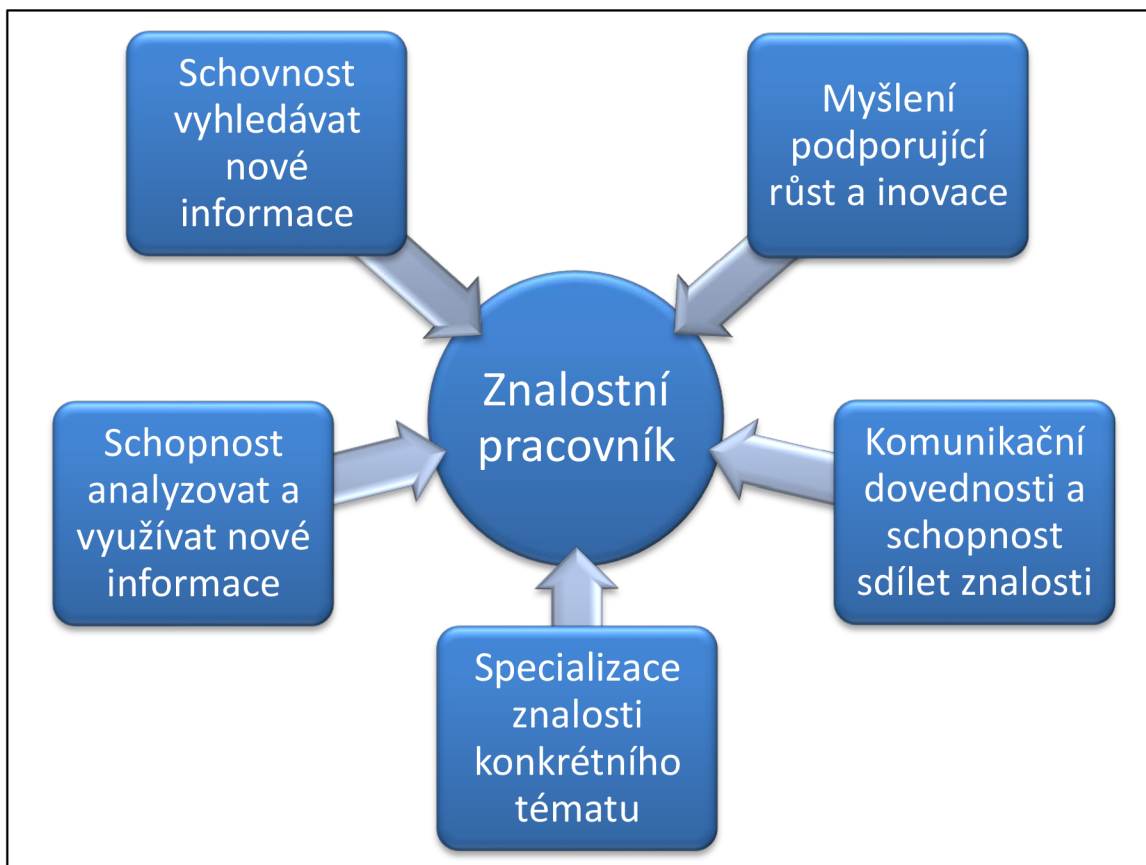 Schovnost
vyhledávat
nové
informace
Myšlení
podporující
růst a inovace
Znalostní
pracovník
Schopnost
analyzovat a
využívat nové
informace
Komunikační
dovednosti a
schopnost
sdílet znalosti
Specializace
znalosti
konkrétního
tématu